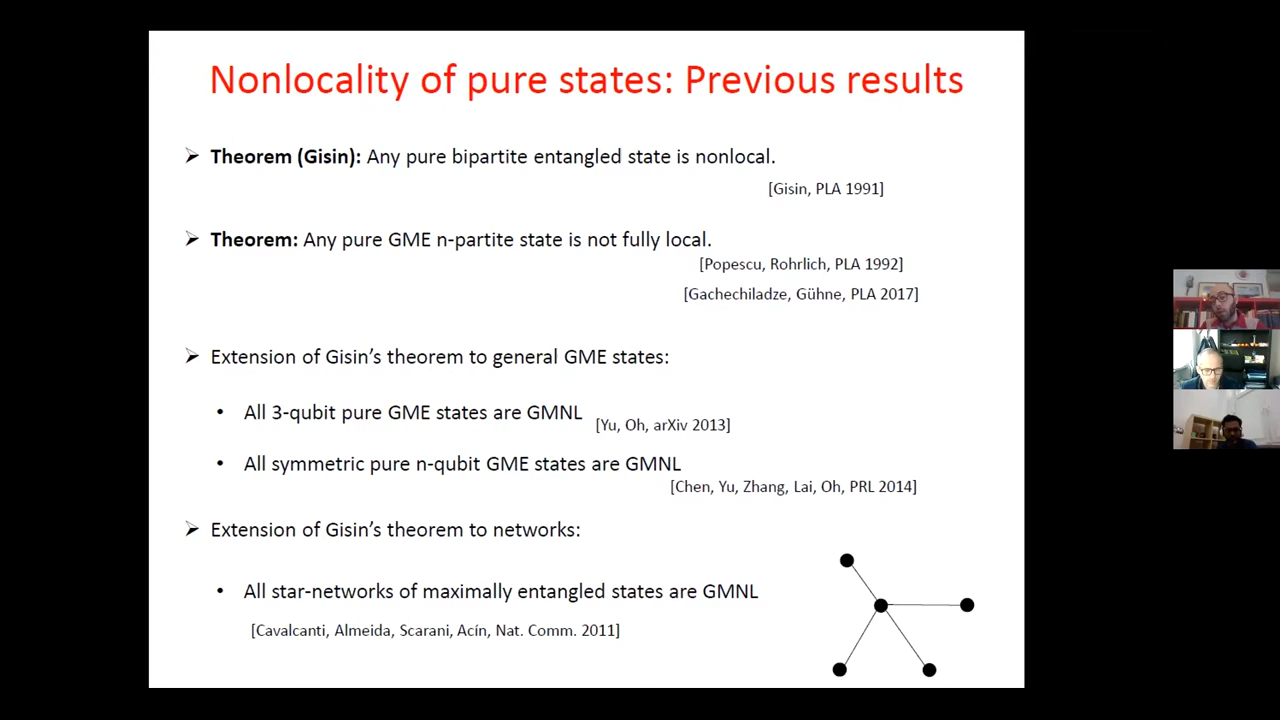 Nonlocality of pure states: Previous results
➢ Theorem (Gisin): Any pure bipartite entangled state is nonlocal.
[Gisin, PLA 1991]
➢ Theorem: Any pure GME n-partite state is not fully local.
[Popescu, Rohrlich, PLA 1992]
[Gachechiladze, Gühne, PLA 2017]
➢ Extension of Gisin’s theorem to general GME states:
• All 3-qubit pure GME states are GMNL
[Yu, Oh, arXiv 2013]
• All symmetric pure n-qubit GME states are GMNL
[Chen, Yu, Zhang, Lai, Oh, PRL 2014]
➢ Extension of Gisin’s theorem to networks:
• All star-networks of maximally entangled states are GMNL
[Cavalcanti, Almeida, Scarani, Acín, Nat. Comm. 2011]